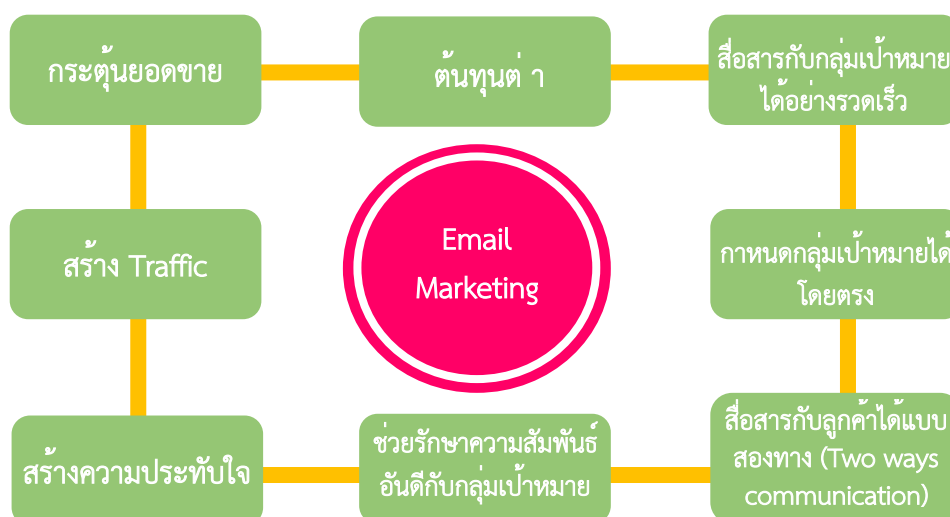 กระตุ้นยอดขาย
ต้นทุนต่ า
สื่อสารกับกลุ่มเป้าหมาย
ได้อย่างรวดเร็ว
สร้าง Traffic
Email
Marketing
กาหนดกลุ่มเป้าหมายได้
โดยตรง
สร้างความประทับใจ
ช่วยรักษาความสัมพันธ์
อันดีกับกลุ่มเป้าหมาย
สื่อสารกับลูกค้าได้แบบ
สองทาง (Two ways
communication)